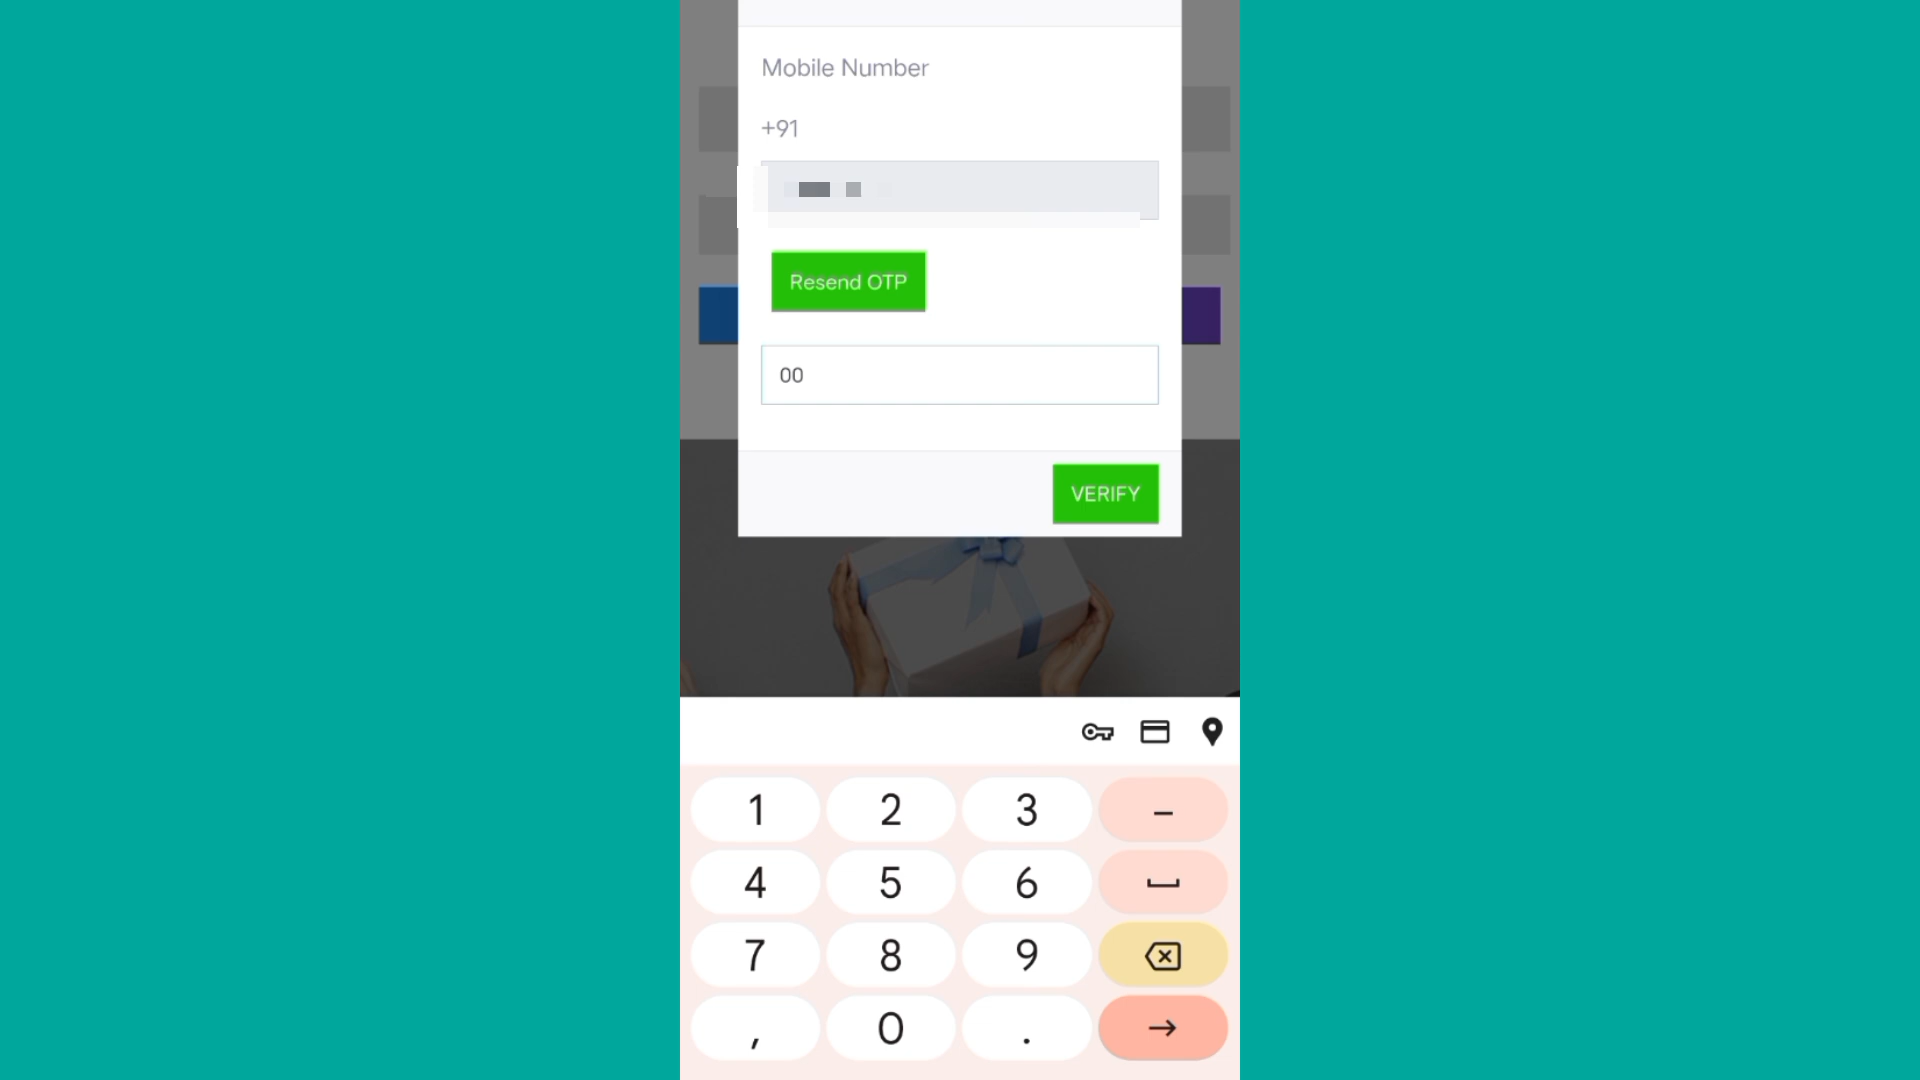 Mobile Number
+91
Resend OTP
00
VERIFY
1 2 3 –
4 5 6
7 8 9
, 0 . →